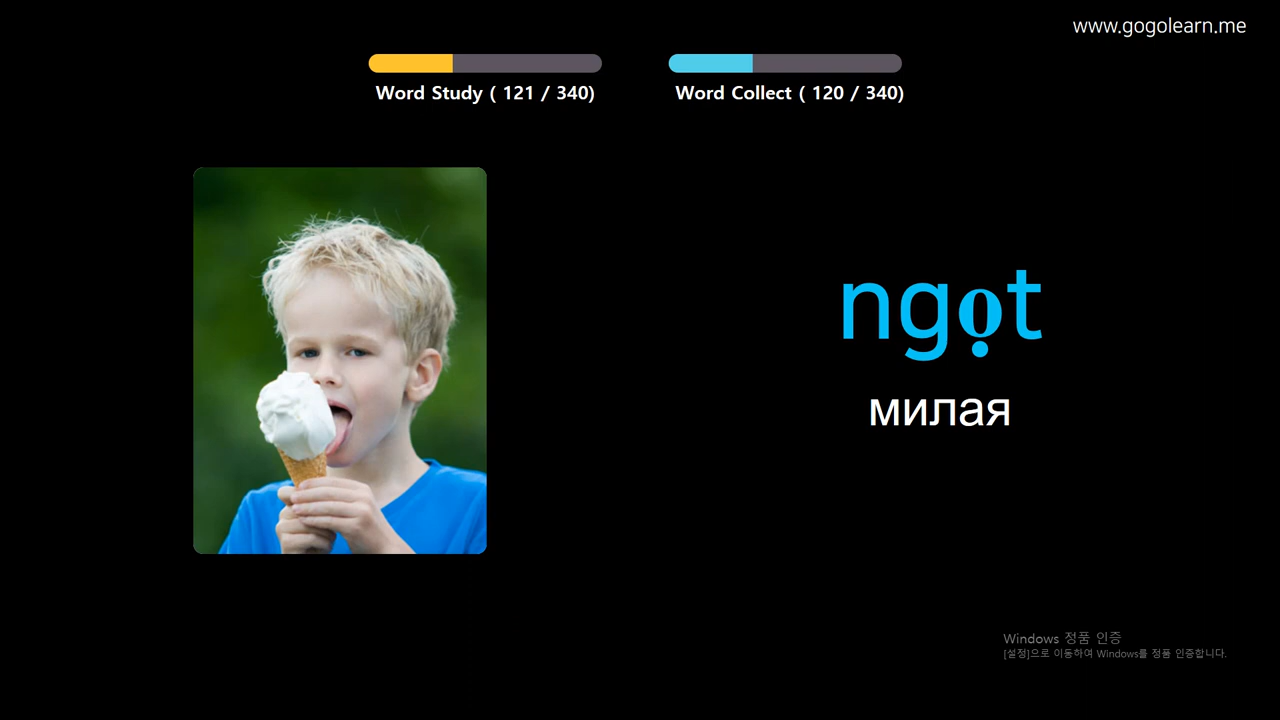 www.gogolearn.me
Word Study ( 121 / 340)
Word Collect ( 120 / 340)
ngọt
милая
Windows 정품 인증
[설정]으로 이동하여 Windows를 정품 인증합니다.